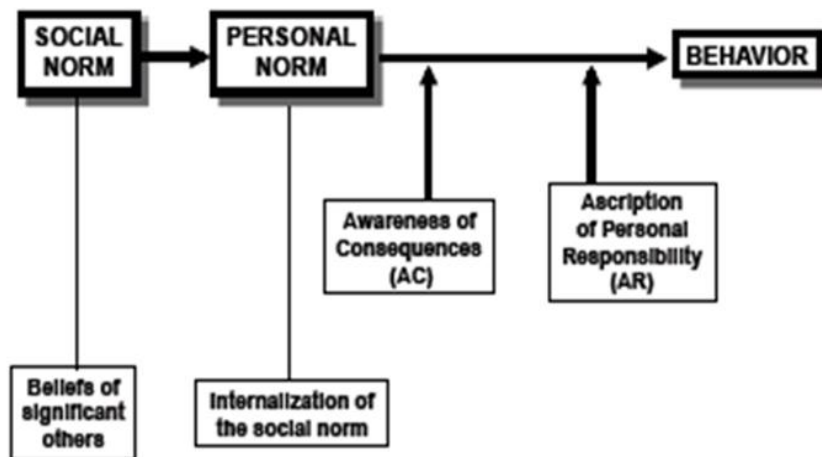 SOCIAL
NORM
PERSONAL
NORM
BEHAVIOR
Awareness of
Consequences
(AC)
Ascription
of Personal
Responsibility
(AR)
Beliefs of
significant
others
Internalization of
the social norm